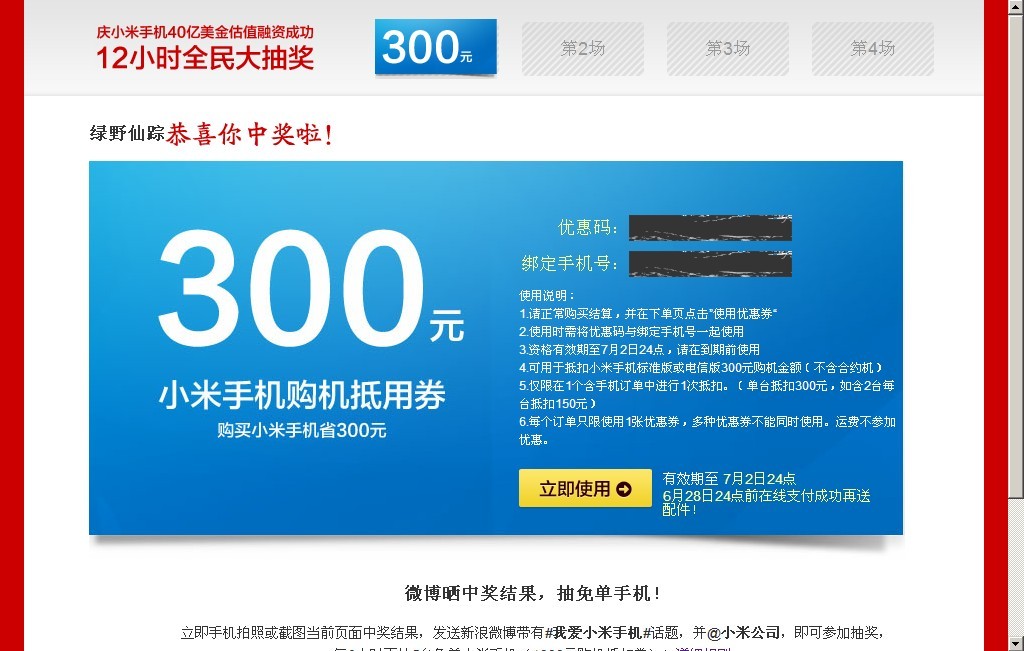 庆小米手机40亿美金估值融资成功
12小时全民大抽奖
300元
第2场
第3场
第4场
绿野仙踪恭喜你中奖啦！
300元
小米手机购机抵用券
购买小米手机省300元
优惠码：
绑定手机号：
使用说明：
1.请正常购买结算，并在下单页点击"使用优惠券"
2.使用时需将优惠码与绑定手机号一起使用
3.资格有效期至7月2日24点，请在到期前使用
4.可用于抵扣小米手机标准版或电信版300元购机金额（不含合约机）
5.仅限在1个含手机订单中进行1次抵扣。（单台抵扣300元，如含2台每
台抵扣150元）
6.每个订单只限使用1张优惠券，多种优惠券不能同时使用。运费不参加
优惠。
立即使用
有效期至 7月2日24点
6月28日24点前在线支付成功再送
配件！
微博晒中奖结果，抽免单手机！
立即手机拍照或截图当前页面中奖结果，发送新浪微博带有#我爱小米手机#话题，并@小米公司，即可参加抽奖，